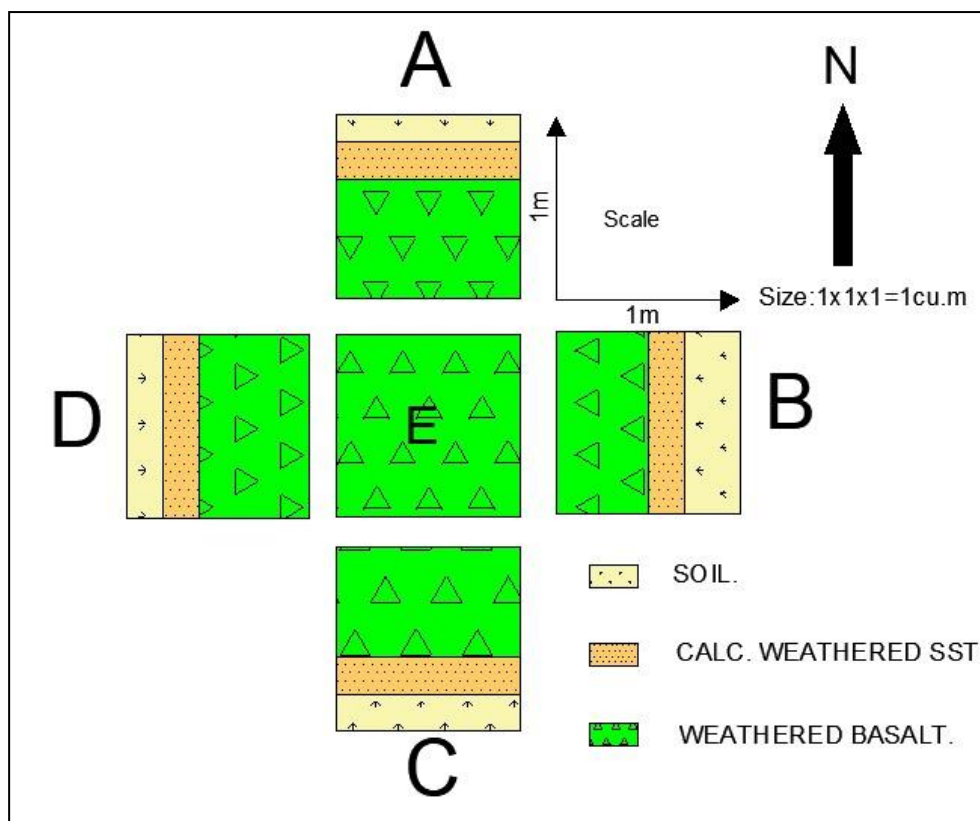 A
N
1m
Scale
1m
Size:1x1x1=1cu.m
D
E
B
SOIL.
CALC. WEATHERED SST
WEATHERED BASALT.
C